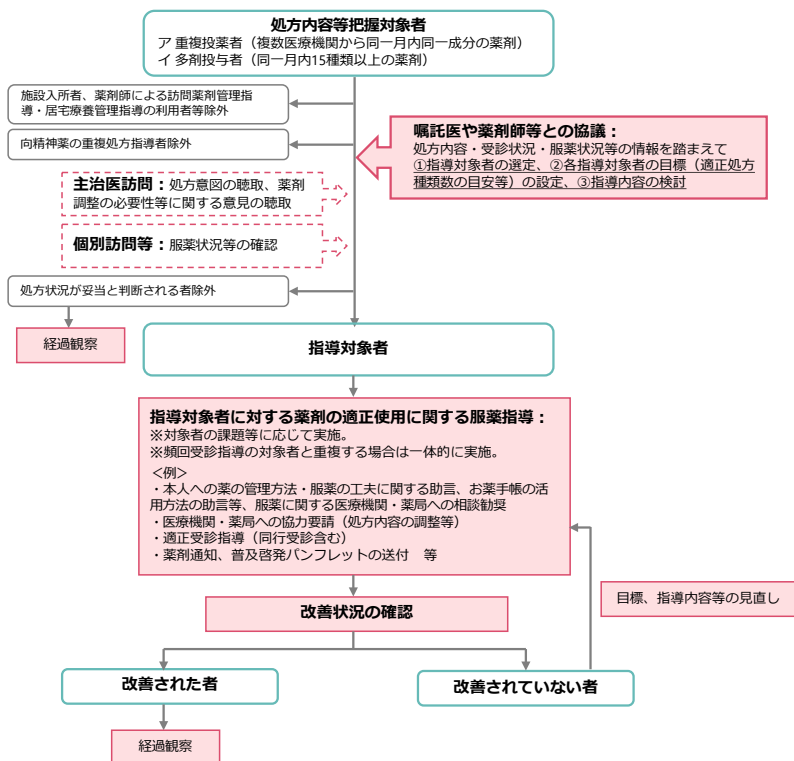 処方内容等把握対象者
ア 重複投薬者（複数医療機関から同一月内同一成分の薬剤）
イ 多剤投与者（同一月内15種類以上の薬剤）
施設入所者、薬剤師による訪問薬剤管理指
導・居宅療養管理指導の利用者等除外
向精神薬の重複処方指導者除外
嘱託医や薬剤師等との協議：
処方内容・受診状況・服薬状況等の情報を踏まえて
①指導対象者の選定、②各指導対象者の目標（適正処方
種類数の目安等）の設定、③指導内容の検討
主治医訪問：処方意図の聴取、薬剤
調整の必要性等に関する意見の聴取
個別訪問等：服薬状況等の確認
処方状況が妥当と判断される者除外
経過観察
指導対象者
指導対象者に対する薬剤の適正使用に関する服薬指導：
※対象者の課題等に応じて実施。
※頻回受診指導の対象者と重複する場合は一体的に実施。
＜例＞
・本人への薬の管理方法・服薬の工夫に関する助言、お薬手帳の活
用方法の助言等、服薬に関する医療機関・薬局への相談勧奨
・医療機関・薬局への協力要請（処方内容の調整等）
・適正受診指導（同行受診含む）
・薬剤通知、普及啓発パンフレットの送付　等
目標、指導内容等の見直し
改善状況の確認
改善された者
改善されていない者
経過観察